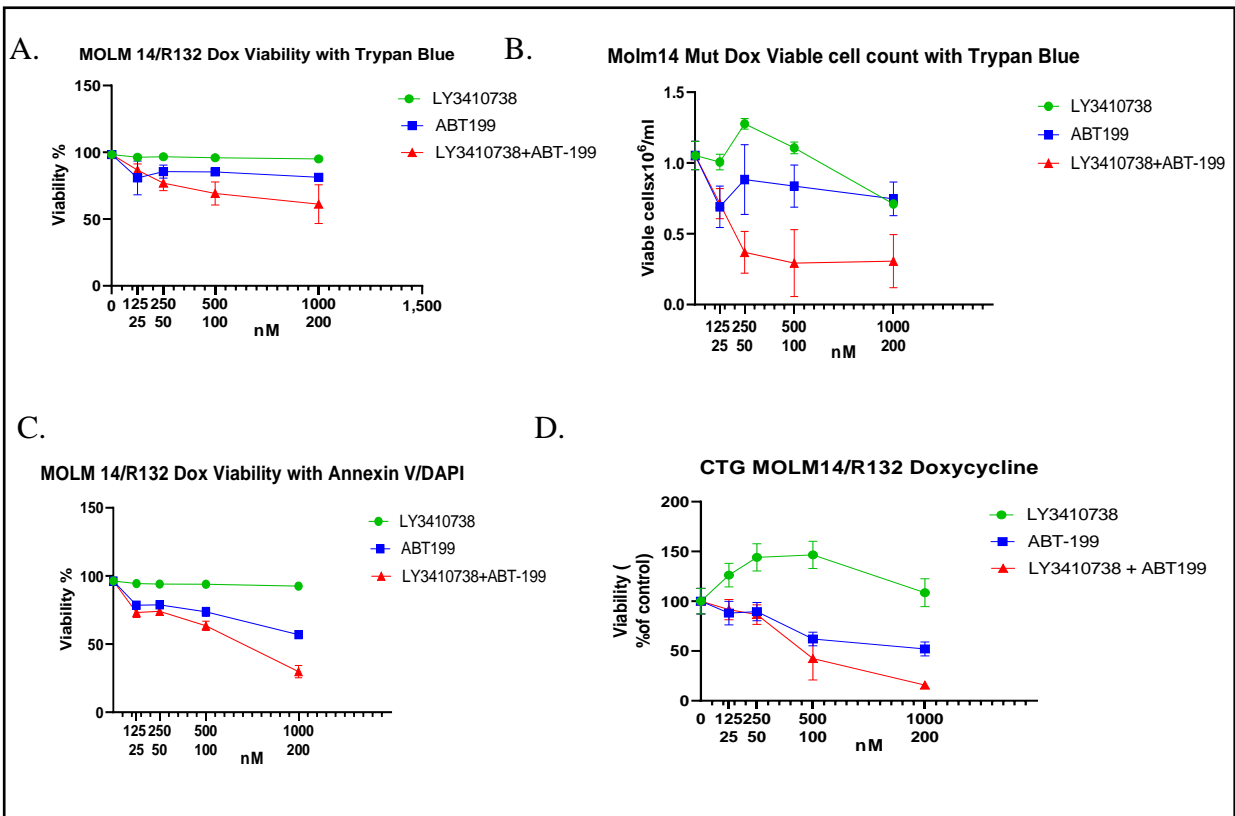 A.
MOLM 14/R132 Dox Viability with Trypan Blue
Viability %
150
100
50
0
0 125 250 500 1000 1,500
25 50 100 200
nM
LY3410738
ABT199
LY3410738+ABT-199
B.
Molm14 Mut Dox Viable cell count with Trypan Blue
Viable cellsx10⁶/ml
1.5
1.0
0.5
0.0
125 250 500 1000
25 50 100 200
nM
LY3410738
ABT199
LY3410738+ABT-199
C.
MOLM 14/R132 Dox Viability with Annexin V/DAPI
Viability %
150
100
50
0
125 250 500 1000
25 50 100 200
nM
LY3410738
ABT199
LY3410738+ABT-199
D.
CTG MOLM14/R132 Doxycycline
Viability (
%of control)
200
150
100
50
0
0 125 250 500 1000
25 50 100 200
nM
LY3410738
ABT-199
LY3410738 + ABT199